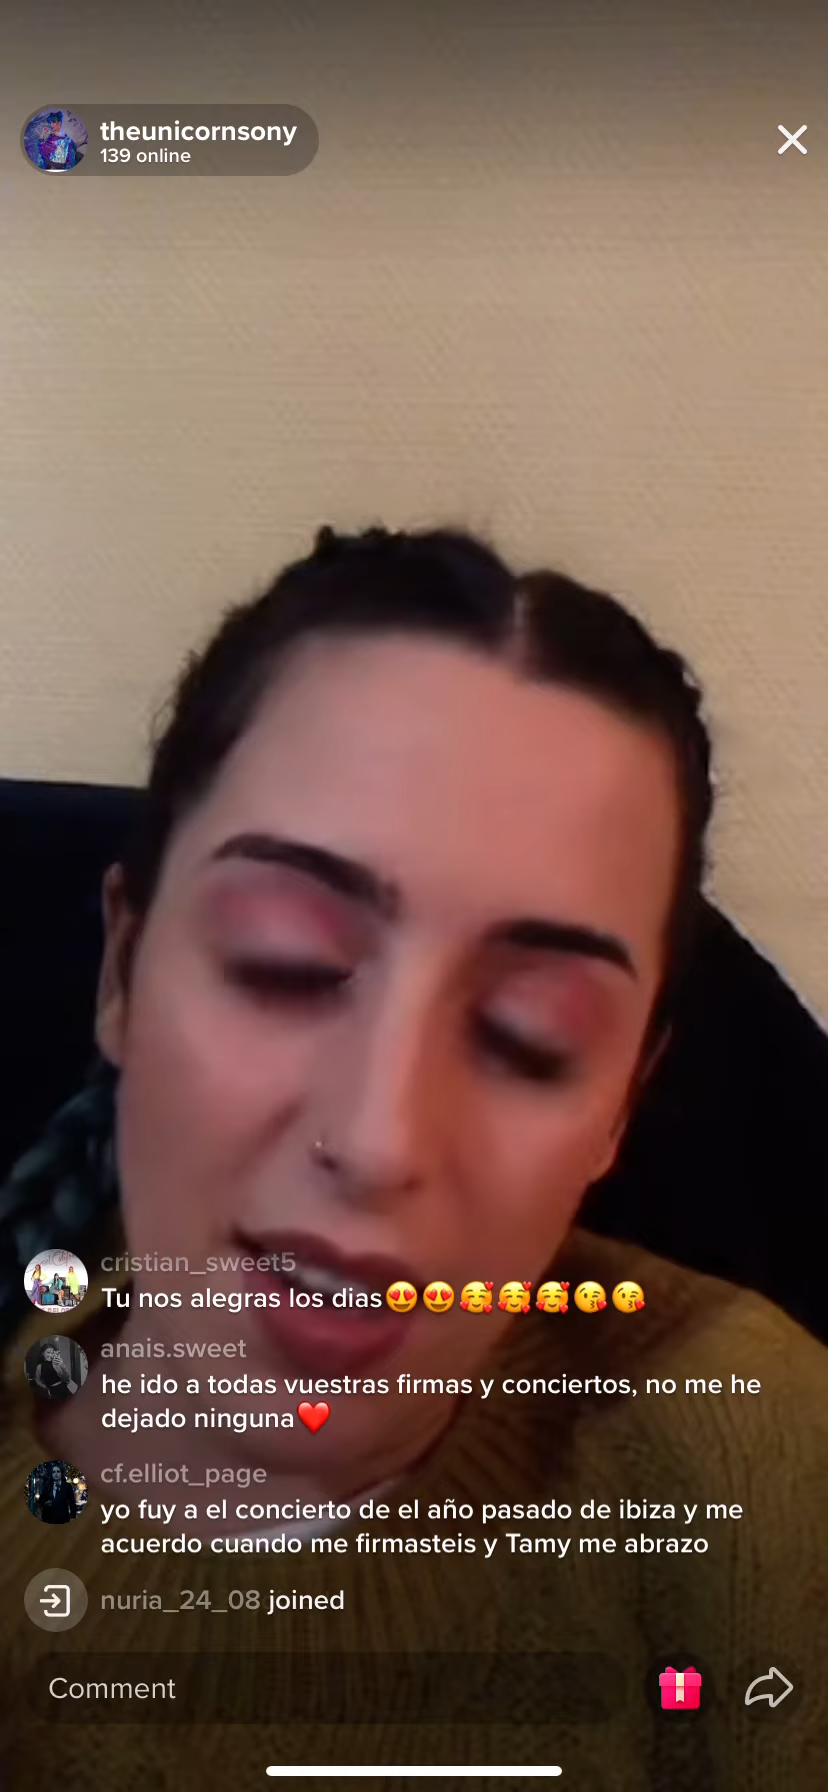 theunicornsony
139 online
cristian_sweet5
Tu nos alegras los dias😍😍🥰🥰🥰😘😘
anais.sweet
he ido a todas vuestras firmas y conciertos, no me he
dejado ninguna❤️
cf.elliot_page
yo fuy a el concierto de el año pasado de ibiza y me
acuerdo cuando me firmasteis y Tamy me abrazo
nuria_24_08 joined
Comment